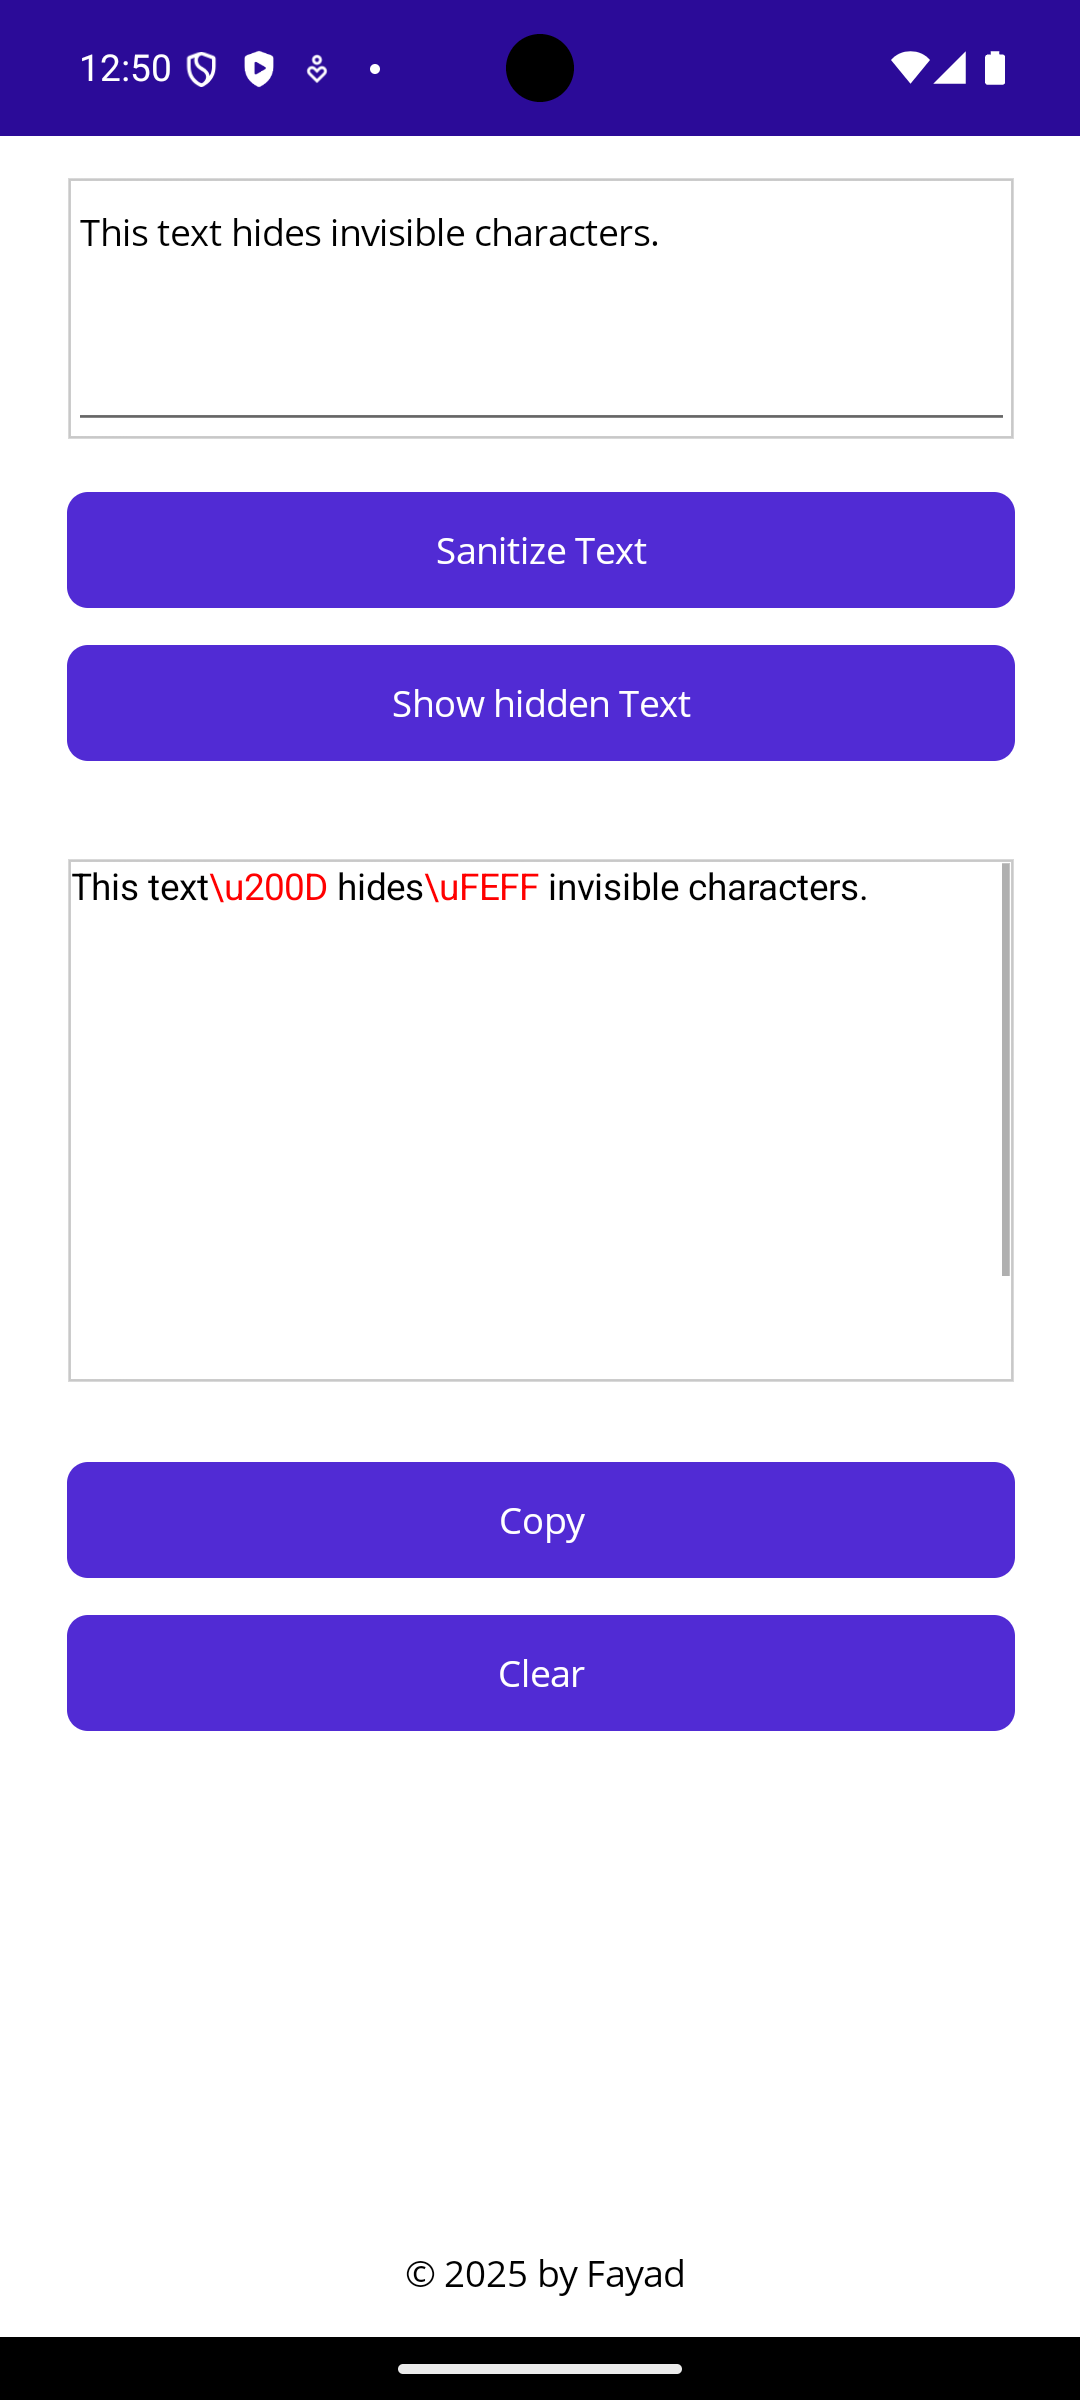 12:50
This text hides invisible characters.
Sanitize Text
Show hidden Text
This text\u200D hides\uFEFF invisible characters.
Copy
Clear
© 2025 by Fayad